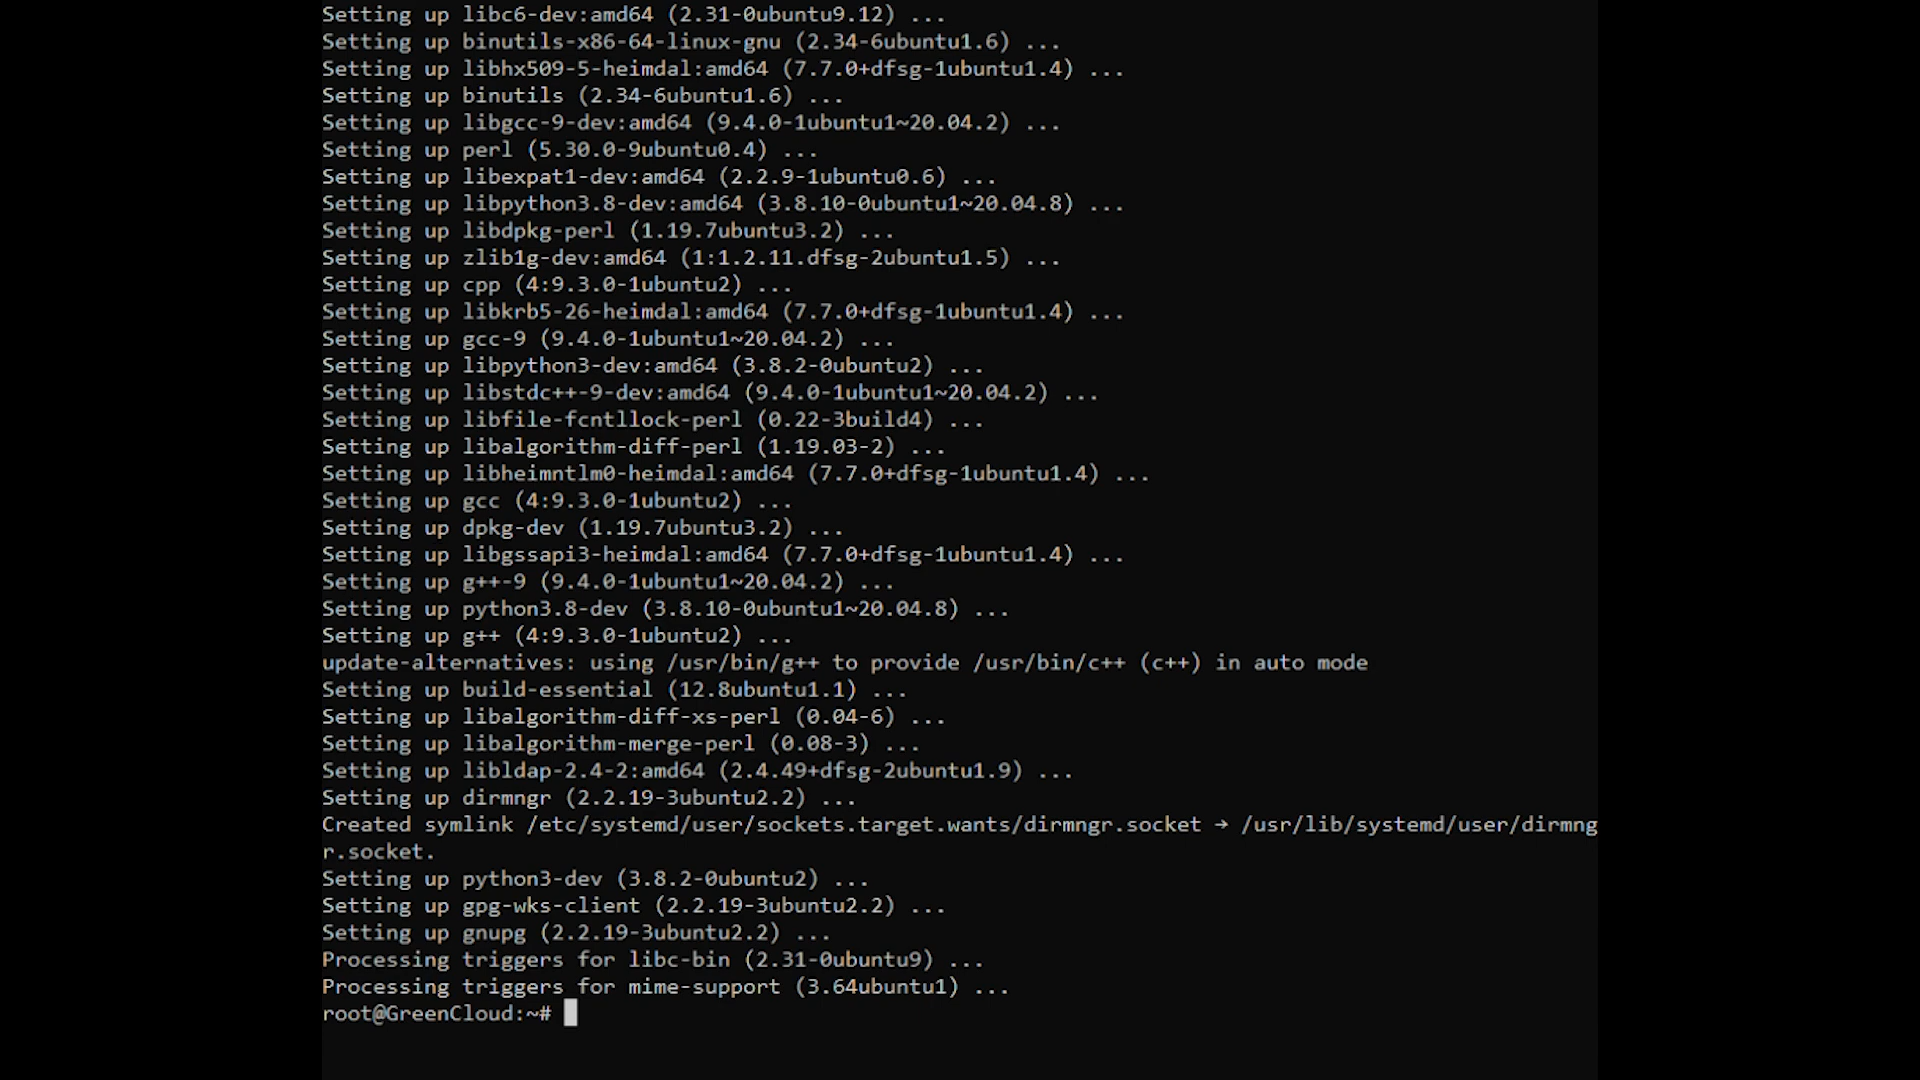 Setting up libc6-dev:amd64 (2.31-0ubuntu9.12) ...
Setting up binutils-x86-64-linux-gnu (2.34-6ubuntu1.6) ...
Setting up libhx509-5-heimdal:amd64 (7.7.0+dfsg-1ubuntu1.4) ...
Setting up binutils (2.34-6ubuntu1.6) ...
Setting up libgcc-9-dev:amd64 (9.4.0-1ubuntu1~20.04.2) ...
Setting up perl (5.30.0-9ubuntu0.4) ...
Setting up libexpat1-dev:amd64 (2.2.9-1ubuntu0.6) ...
Setting up libpython3.8-dev:amd64 (3.8.10-0ubuntu1~20.04.8) ...
Setting up libdpkg-perl (1.19.7ubuntu3.2) ...
Setting up zlib1g-dev:amd64 (1:1.2.11.dfsg-2ubuntu1.5) ...
Setting up cpp (4:9.3.0-1ubuntu2) ...
Setting up libkrb5-26-heimdal:amd64 (7.7.0+dfsg-1ubuntu1.4) ...
Setting up gcc-9 (9.4.0-1ubuntu1~20.04.2) ...
Setting up libpython3-dev:amd64 (3.8.2-0ubuntu2) ...
Setting up libstdc++-9-dev:amd64 (9.4.0-1ubuntu1~20.04.2) ...
Setting up libfile-fcntllock-perl (0.22-3build4) ...
Setting up libalgorithm-diff-perl (1.19.03-2) ...
Setting up libheimntlm0-heimdal:amd64 (7.7.0+dfsg-1ubuntu1.4) ...
Setting up gcc (4:9.3.0-1ubuntu2) ...
Setting up dpkg-dev (1.19.7ubuntu3.2) ...
Setting up libgssapi3-heimdal:amd64 (7.7.0+dfsg-1ubuntu1.4) ...
Setting up g++-9 (9.4.0-1ubuntu1~20.04.2) ...
Setting up python3.8-dev (3.8.10-0ubuntu1~20.04.8) ...
Setting up g++ (4:9.3.0-1ubuntu2) ...
update-alternatives: using /usr/bin/g++ to provide /usr/bin/c++ (c++) in auto mode
Setting up build-essential (12.8ubuntu1.1) ...
Setting up libalgorithm-diff-xs-perl (0.04-6) ...
Setting up libalgorithm-merge-perl (0.08-3) ...
Setting up libldap-2.4-2:amd64 (2.4.49+dfsg-2ubuntu1.9) ...
Setting up dirmngr (2.2.19-3ubuntu2.2) ...
Created symlink /etc/systemd/user/sockets.target.wants/dirmngr.socket → /usr/lib/systemd/user/dirmng
r.socket.
Setting up python3-dev (3.8.2-0ubuntu2) ...
Setting up gpg-wks-client (2.2.19-3ubuntu2.2) ...
Setting up gnupg (2.2.19-3ubuntu2.2) ...
Processing triggers for libc-bin (2.31-0ubuntu9) ...
Processing triggers for mime-support (3.64ubuntu1) ...
root@GreenCloud:~#